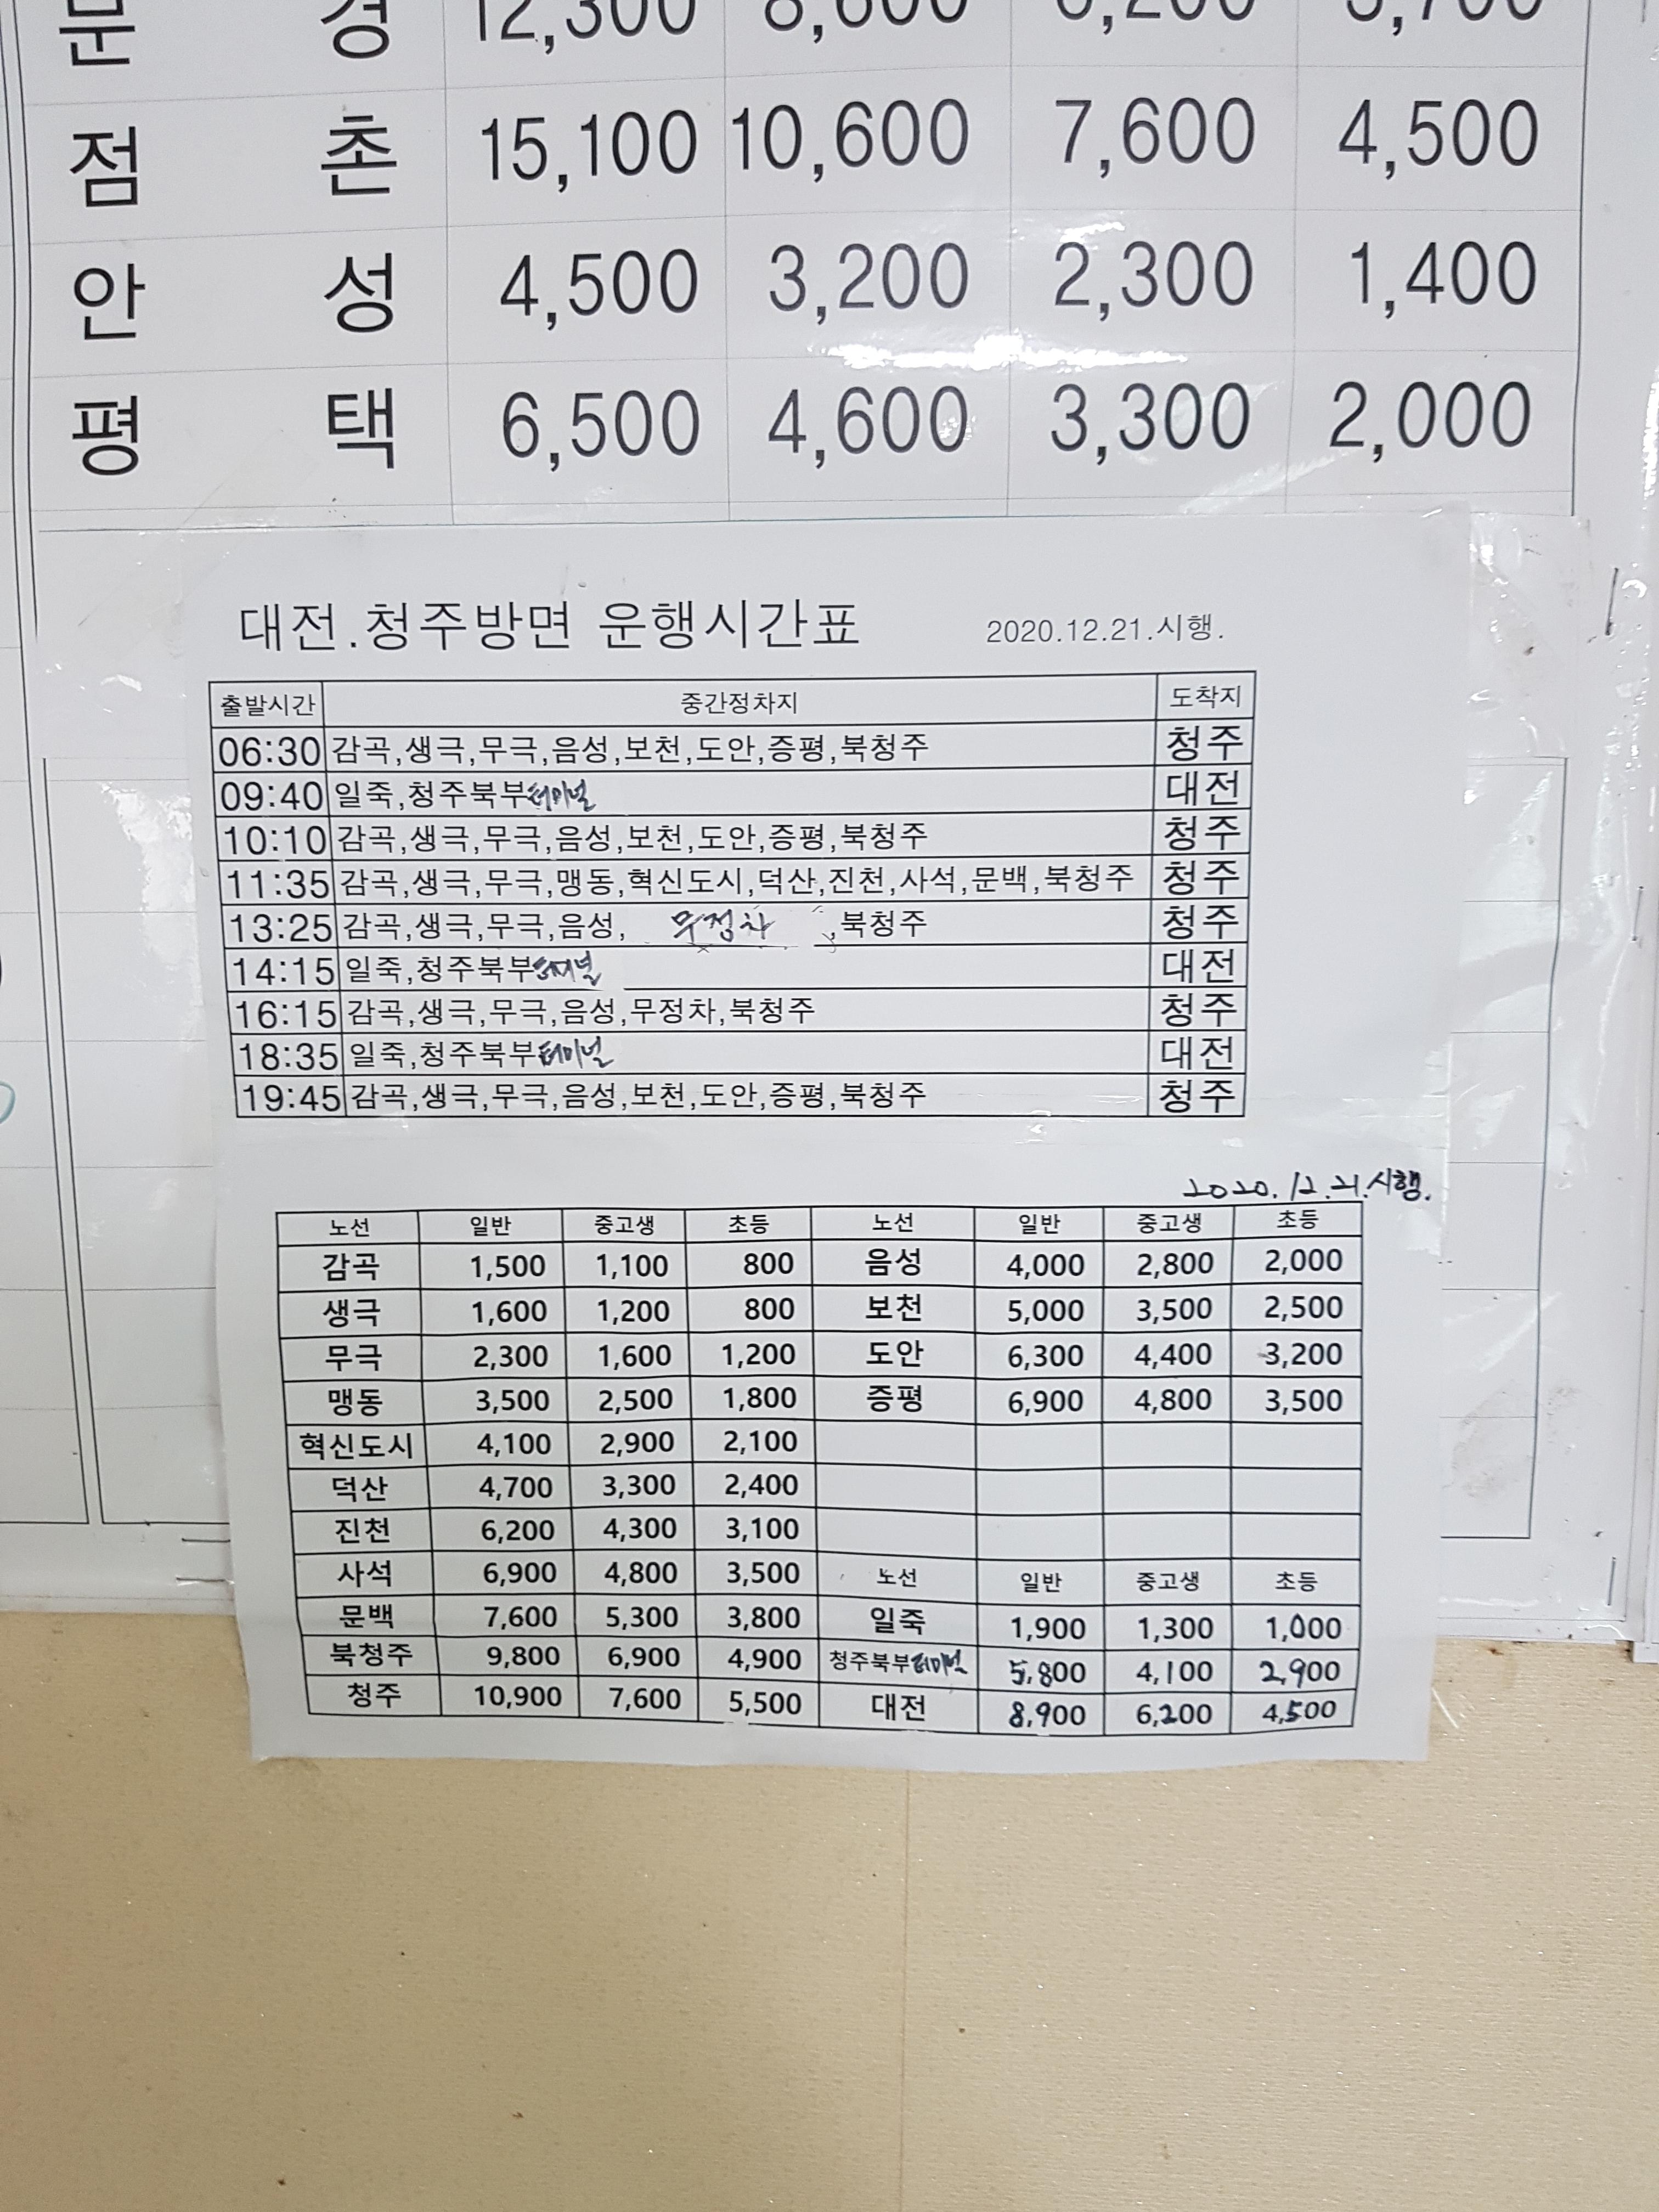 문 경 12,300 8,600 6,200 3,700
점 촌 15,100 10,600 7,600 4,500
안 성 4,500 3,200 2,300 1,400
평 택 6,500 4,600 3,300 2,000
대전.청주방면 운행시간표 2020.12.21.시행.
출발시간 중간정차지 도착지
06:30 감곡,생극,무극,음성,보천,도안,증평,북청주 청주
09:40 일죽,청주북부터미널 대전
10:10 감곡,생극,무극,음성,보천,도안,증평,북청주 청주
11:35 감곡,생극,무극,맹동,혁신도시,덕산,진천,사석,문백,북청주 청주
13:25 감곡,생극,무극,음성, 무정차 ,북청주 청주
14:15 일죽,청주북부터미널 대전
16:15 감곡,생극,무극,음성,무정차,북청주 청주
18:35 일죽,청주북부터미널 대전
19:45 감곡,생극,무극,음성,보천,도안,증평,북청주 청주
2020.12.21.시행.
노선 일반 중고생 초등 노선 일반 중고생 초등
감곡 1,500 1,100 800 음성 4,000 2,800 2,000
생극 1,600 1,200 800 보천 5,000 3,500 2,500
무극 2,300 1,600 1,200 도안 6,300 4,400 3,200
맹동 3,500 2,500 1,800 증평 6,900 4,800 3,500
혁신도시 4,100 2,900 2,100
덕산 4,700 3,300 2,400
진천 6,200 4,300 3,100
사석 6,900 4,800 3,500 노선 일반 중고생 초등
문백 7,600 5,300 3,800 일죽 1,900 1,300 1,000
북청주 9,800 6,900 4,900 청주북부터미널 5,800 4,100 2,900
청주 10,900 7,600 5,500 대전 8,900 6,200 4,500